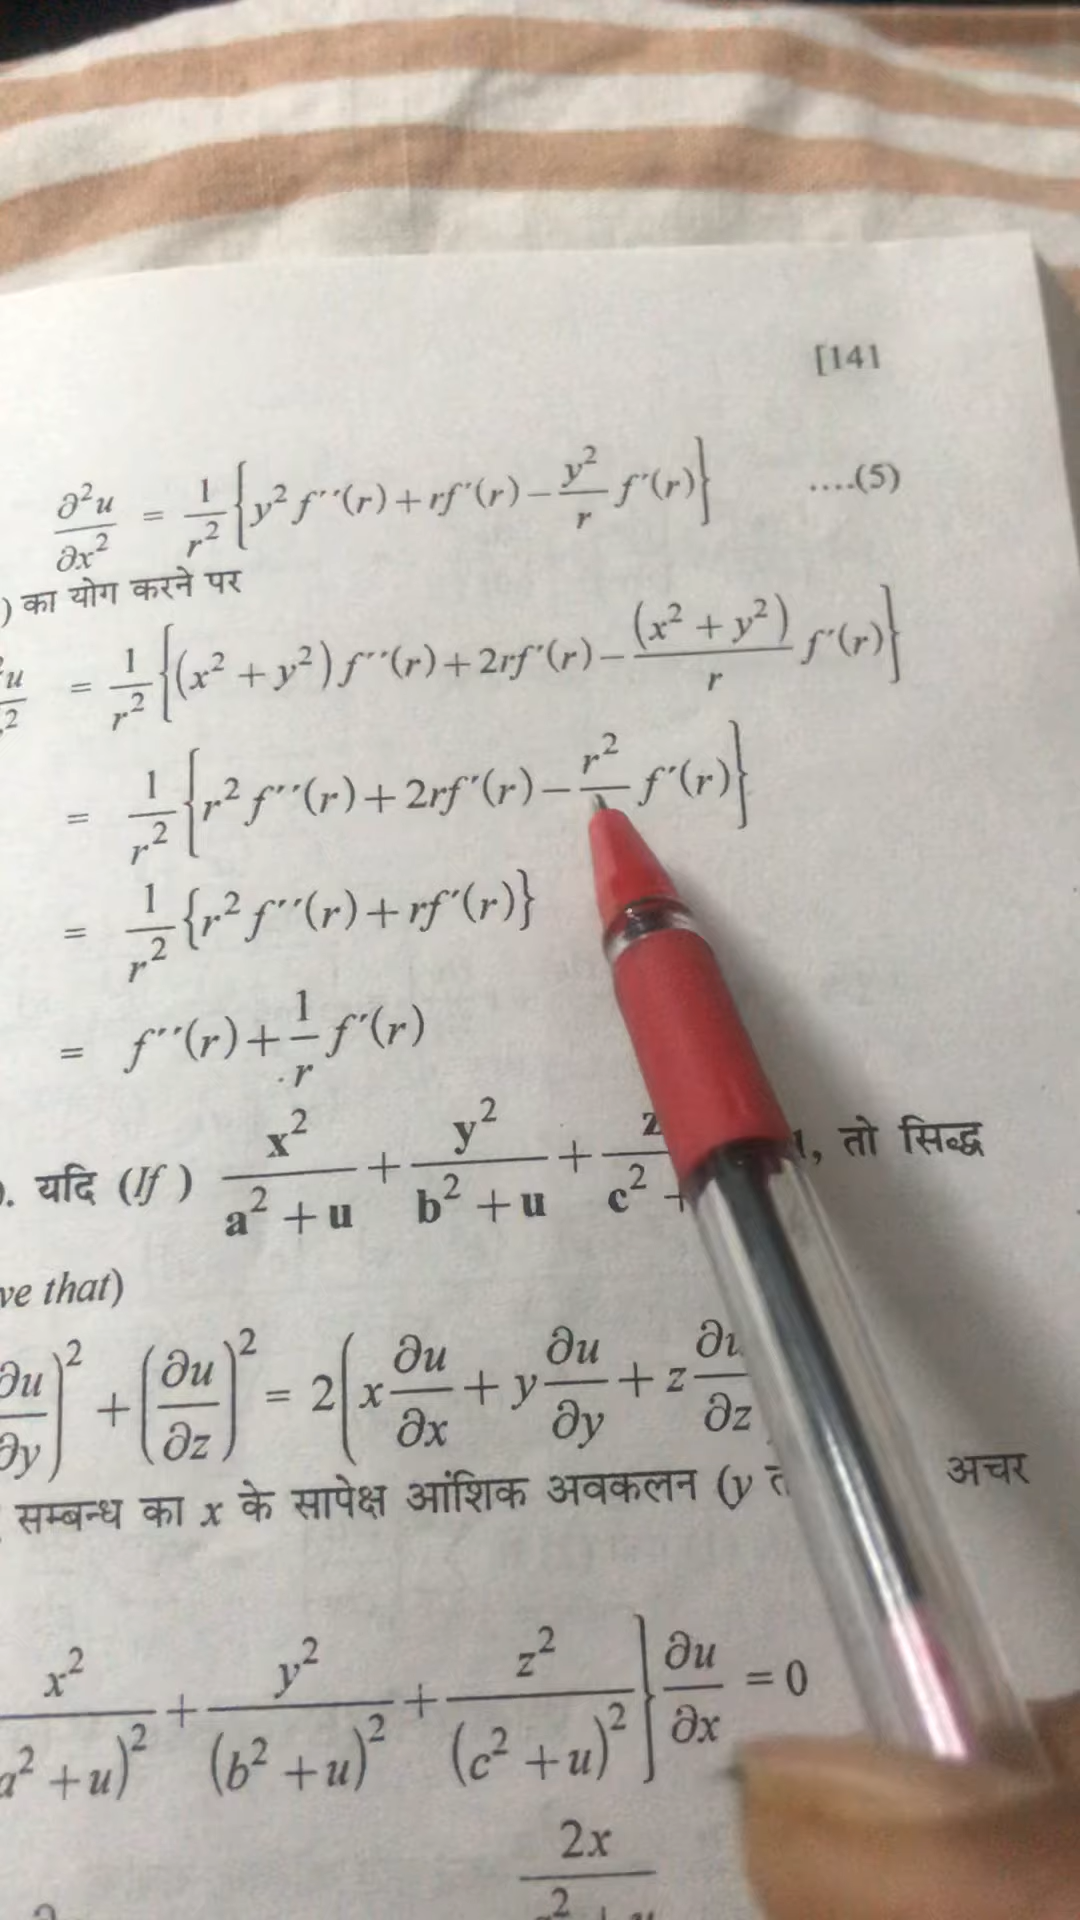 [141
∂²u/∂x² = 1/r² {y² f′′(r) + rf′(r) − y²/r f′(r)} ....(5)
) का योग करने पर
= 1/r² {(x² + y²) f′′(r) + 2rf′(r) − (x² + y²)/r f′(r)}
= 1/r² {r² f′′(r) + 2rf′(r) − r²/ f′(r)}
= 1/r² {r² f′′(r) + rf′(r)}
= f′′(r) + 1/r f′(r)
). यदि (If) x²/(a² + u) + y²/(b² + u) + c² + , तो सिद्ध
ve that)
(∂u/∂y)² + (∂u/∂z)² = 2(x ∂u/∂x + y ∂u/∂y + z ∂u/∂z
सम्बन्ध का x के सापेक्ष आंशिक अवकलन (y अचर
x²/(a² + u)² + y²/(b² + u)² + z²/(c² + u)²} ∂u/∂x = 0
2x